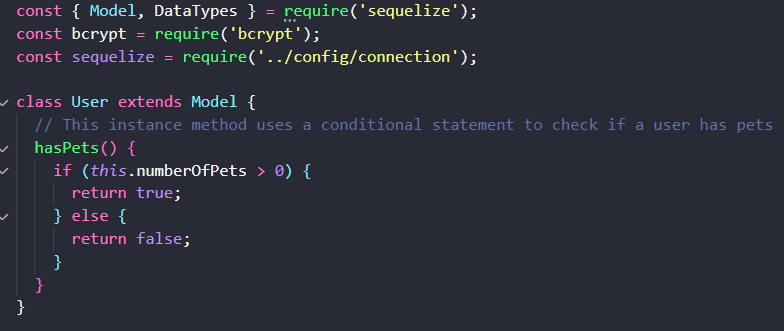 const { Model, DataTypes } = require('sequelize');
const bcrypt = require('bcrypt');
const sequelize = require('../config/connection');
class User extends Model {
// This instance method uses a conditional statement to check if a user has pets
hasPets() {
if (this.numberOfPets > 0) {
return true;
} else {
return false;
}
}
}